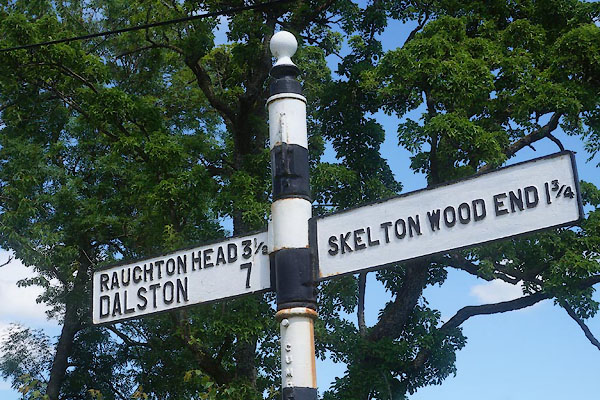 RAUGHTON HEAD 3½
DALSTON 7
SKELTON WOOD END 1¾